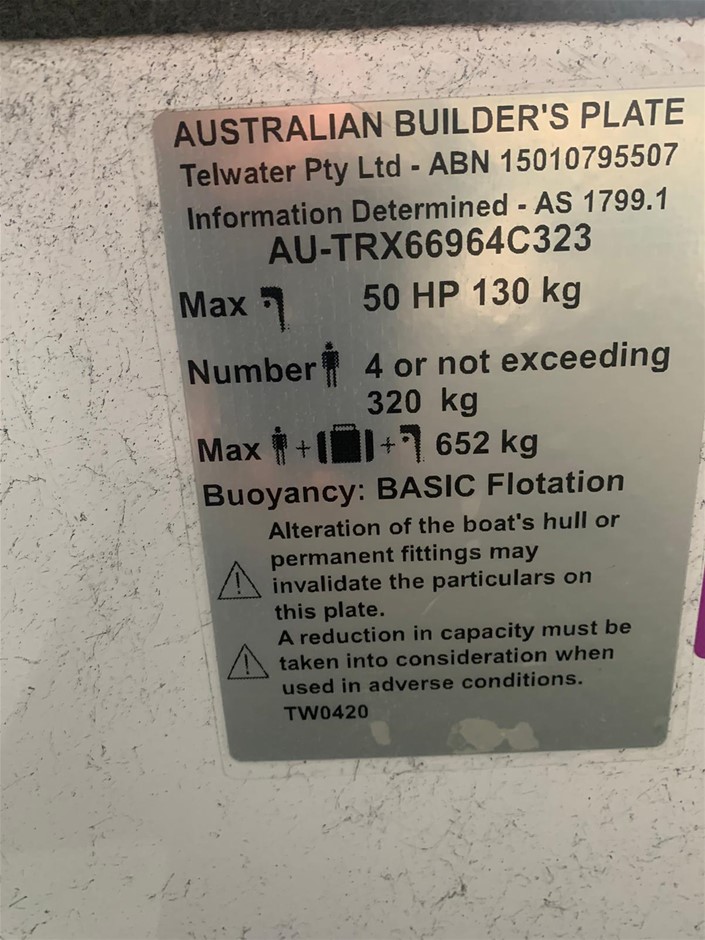 AUSTRALIAN BUILDER'S PLATE
Telwater Pty Ltd - ABN 15010795507
Information Determined - AS 1799.1
AU-TRX66964C323
Max 50 HP 130 kg
Number 4 or not exceeding
320 kg
Max + + 652 kg
Buoyancy: BASIC Flotation
Alteration of the boat's hull or
permanent fittings may
invalidate the particulars on
this plate.
A reduction in capacity must be
taken into consideration when
used in adverse conditions.
TW0420